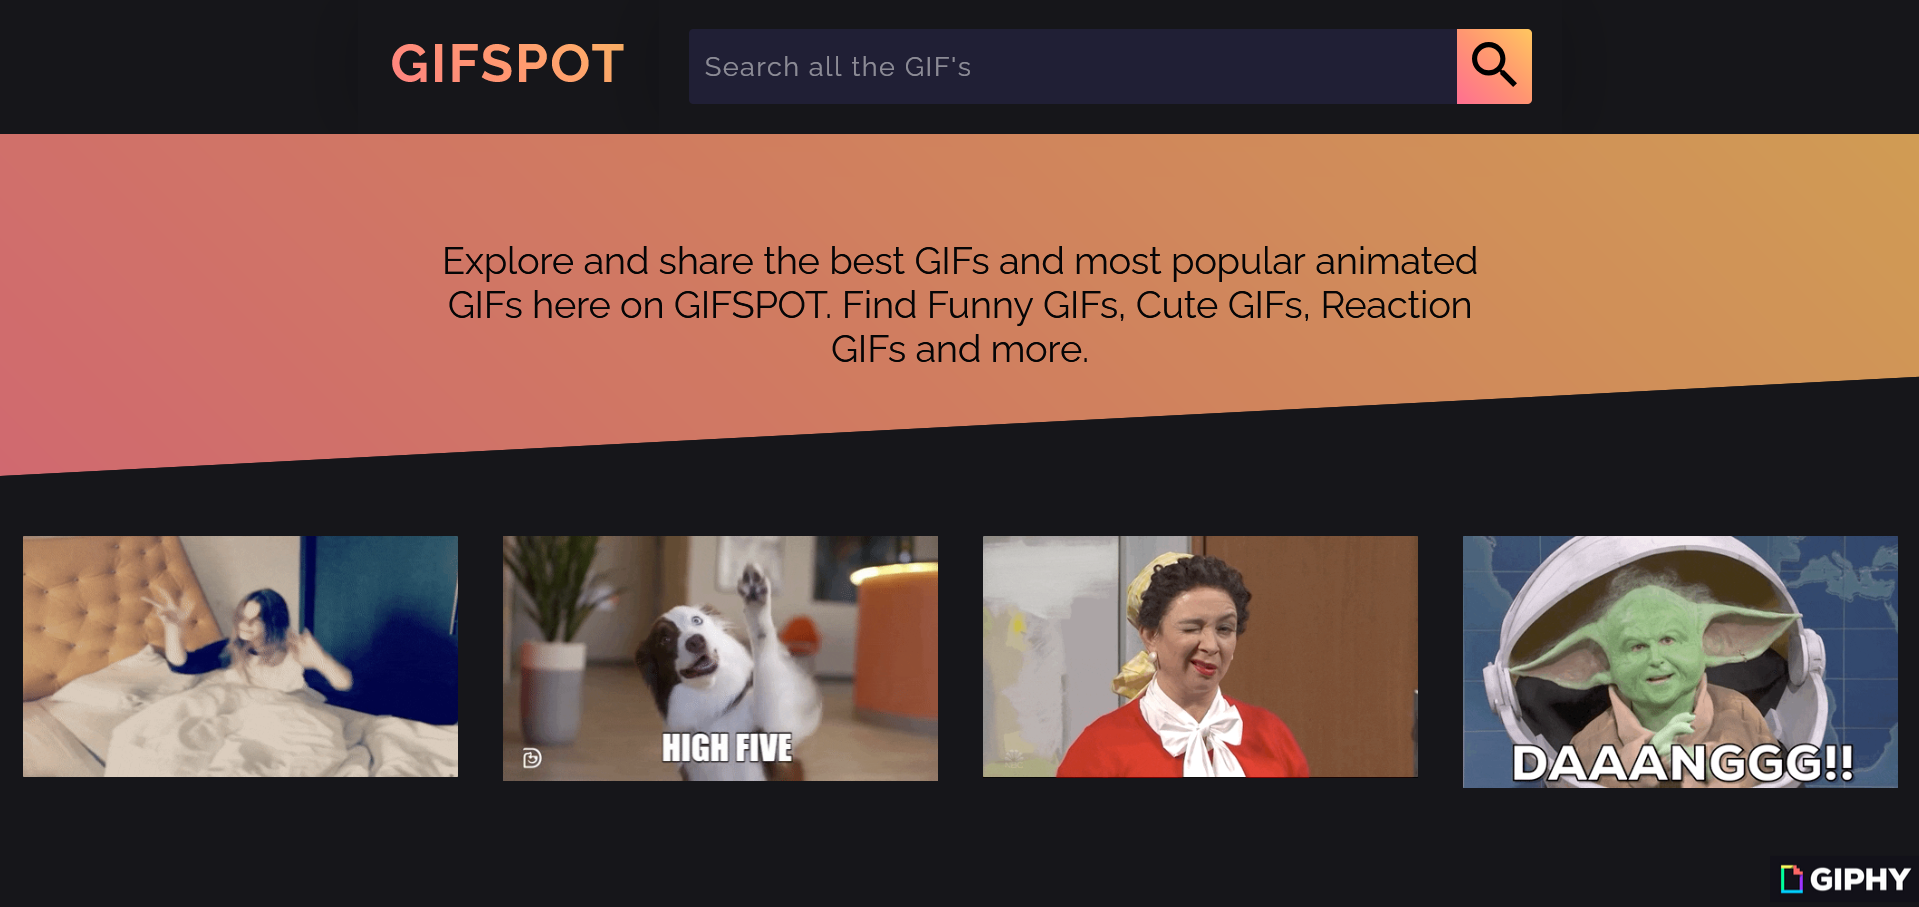 GIFSPOT
Search all the GIF's
Explore and share the best GIFs and most popular animated
GIFs here on GIFSPOT. Find Funny GIFs, Cute GIFs, Reaction
GIFs and more.
HIGH FIVE
NBC
DAAANGGG!!
GIPHY